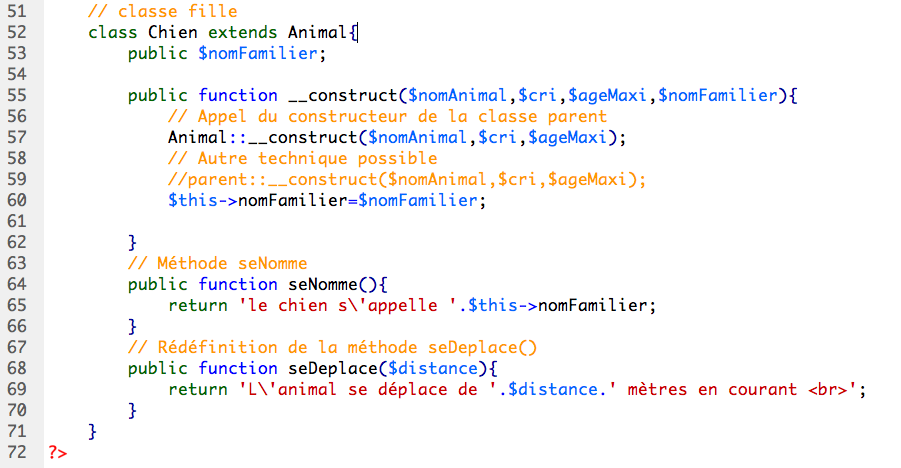 51 // classe fille
52 class Chien extends Animal{
53 public $nomFamilier;
54
55 public function __construct($nomAnimal,$cri,$ageMaxi,$nomFamilier){
56 // Appel du constructeur de la classe parent
57 Animal::__construct($nomAnimal,$cri,$ageMaxi);
58 // Autre technique possible
59 //parent::__construct($nomAnimal,$cri,$ageMaxi);
60 $this->nomFamilier=$nomFamilier;
61
62 }
63 // Méthode seNomme
64 public function seNomme(){
65 return 'le chien s\'appelle '.$this->nomFamilier;
66 }
67 // Rédéfinition de la méthode seDeplace()
68 public function seDeplace($distance){
69 return 'L\'animal se déplace de '.$distance.' mètres en courant <br>';
70 }
71 }
72 ?>